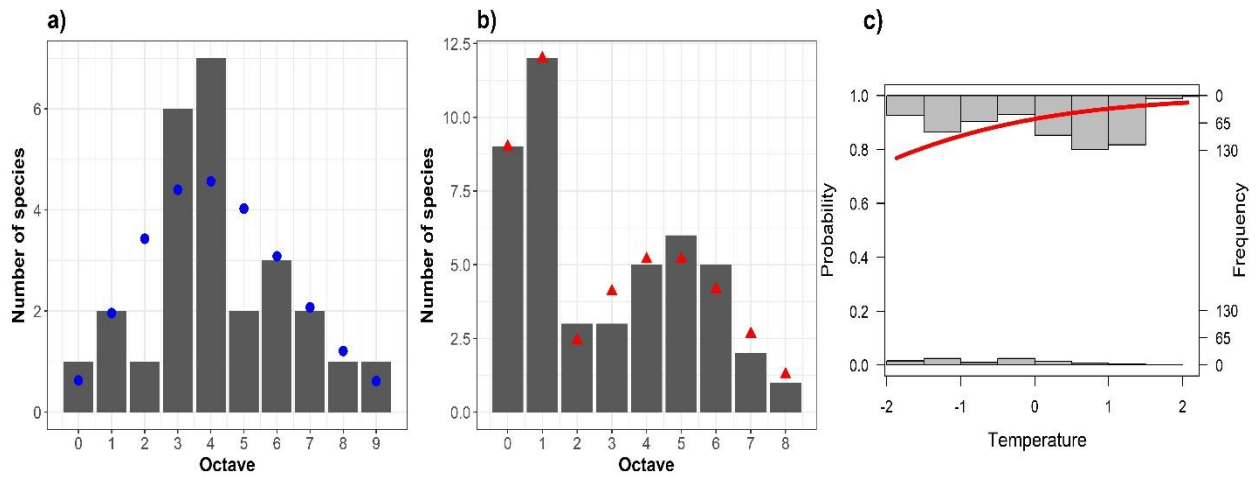 a)
Number of species
6
4
2
0
0 1 2 3 4 5 6 7 8 9
Octave
b)
Number of species
12.5
10.0
7.5
5.0
2.5
0.0
0 1 2 3 4 5 6 7 8
Octave
c)
Probability
1.0
0.8
0.6
0.4
0.2
0.0
-2 -1 0 1 2
Temperature
0
65
130
130
65
0
Frequency